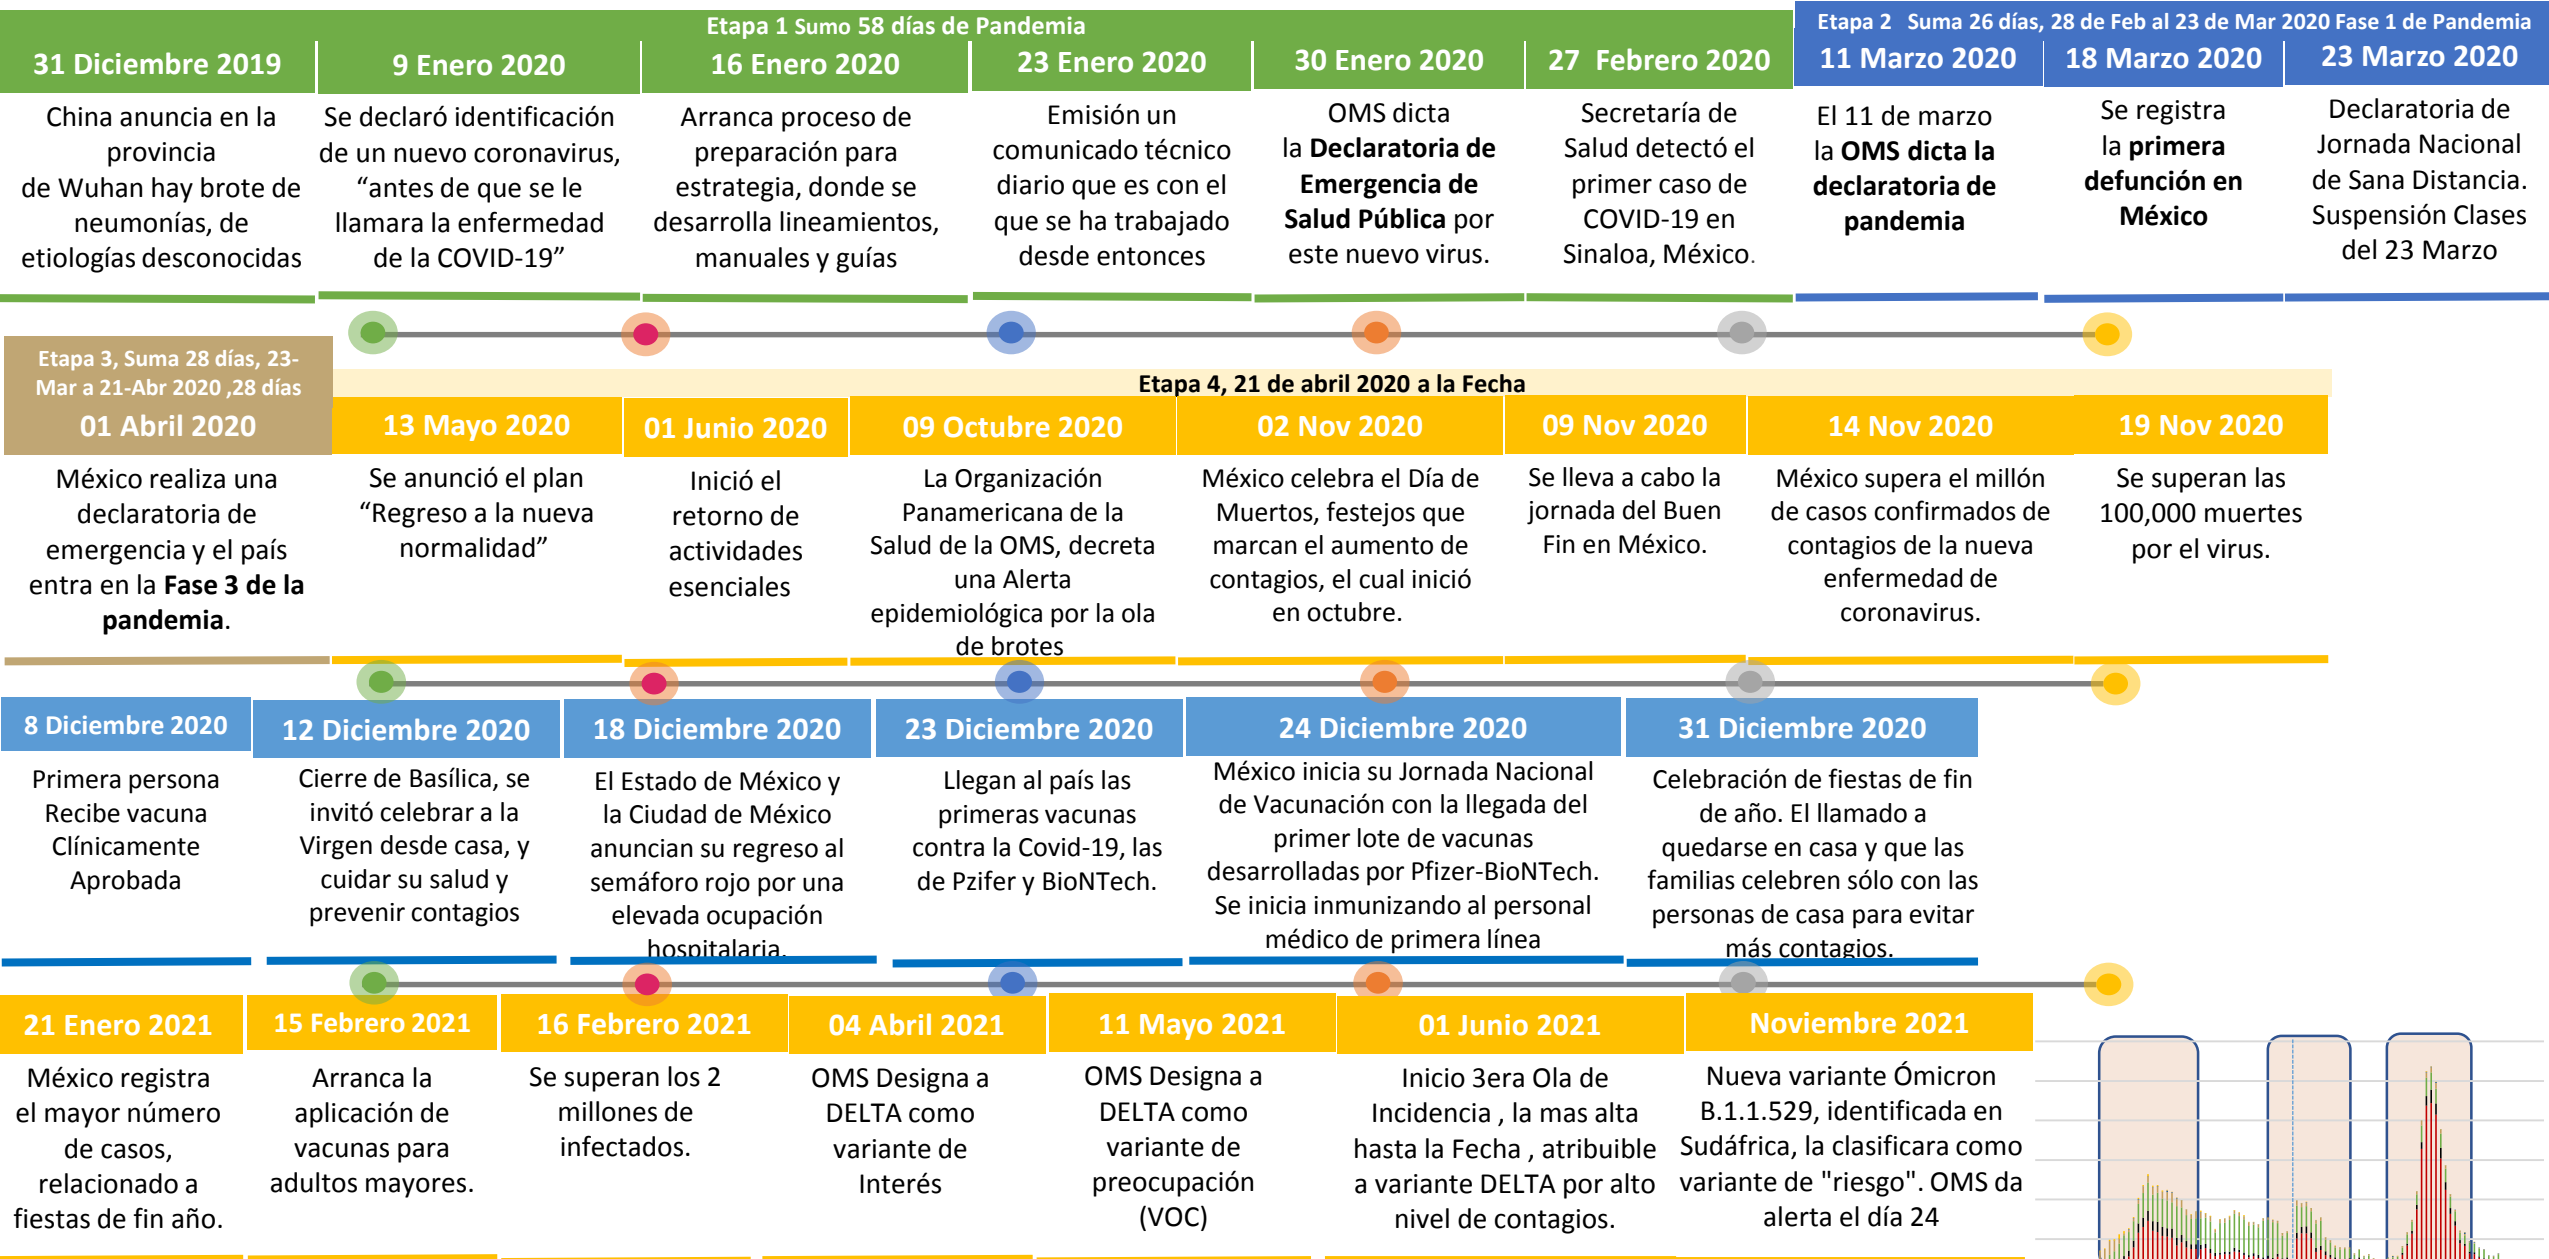 Etapa 1 Sumo 58 días de Pandemia
Etapa 2 Suma 26 días, 28 de Feb al 23 de Mar 2020 Fase 1 de Pandemia
31 Diciembre 2019
China anuncia en la
provincia
de Wuhan hay brote de
neumonías, de
etiologías desconocidas
9 Enero 2020
Se declaró identificación
de un nuevo coronavirus,
“antes de que se le
llamara la enfermedad
de la COVID-19”
16 Enero 2020
Arranca proceso de
preparación para
estrategia, donde se
desarrolla lineamientos,
manuales y guías
23 Enero 2020
Emisión un
comunicado técnico
diario que es con el
que se ha trabajado
desde entonces
30 Enero 2020
OMS dicta
la Declaratoria de
Emergencia de
Salud Pública por
este nuevo virus.
27 Febrero 2020
Secretaría de
Salud detectó el
primer caso de
COVID-19 en
Sinaloa, México.
11 Marzo 2020
El 11 de marzo
la OMS dicta la
declaratoria de
pandemia
18 Marzo 2020
Se registra
la primera
defunción en
México
23 Marzo 2020
Declaratoria de
Jornada Nacional
de Sana Distancia.
Suspensión Clases
del 23 Marzo
Etapa 3, Suma 28 días, 23-
Mar a 21-Abr 2020 ,28 días
01 Abril 2020
México realiza una
declaratoria de
emergencia y el país
entra en la Fase 3 de la
pandemia.
Etapa 4, 21 de abril 2020 a la Fecha
13 Mayo 2020
Se anunció el plan
“Regreso a la nueva
normalidad”
01 Junio 2020
Inició el
retorno de
actividades
esenciales
09 Octubre 2020
La Organización
Panamericana de la
Salud de la OMS, decreta
una Alerta
epidemiológica por la ola
de brotes
02 Nov 2020
México celebra el Día de
Muertos, festejos que
marcan el aumento de
contagios, el cual inició
en octubre.
09 Nov 2020
Se lleva a cabo la
jornada del Buen
Fin en México.
14 Nov 2020
México supera el millón
de casos confirmados de
contagios de la nueva
enfermedad de
coronavirus.
19 Nov 2020
Se superan las
100,000 muertes
por el virus.
8 Diciembre 2020
Primera persona
Recibe vacuna
Clínicamente
Aprobada
12 Diciembre 2020
Cierre de Basílica, se
invitó celebrar a la
Virgen desde casa, y
cuidar su salud y
prevenir contagios
18 Diciembre 2020
El Estado de México y
la Ciudad de México
anuncian su regreso al
semáforo rojo por una
elevada ocupación
hospitalaria.
23 Diciembre 2020
Llegan al país las
primeras vacunas
contra la Covid-19, las
de Pzifer y BioNTech.
24 Diciembre 2020
México inicia su Jornada Nacional
de Vacunación con la llegada del
primer lote de vacunas
desarrolladas por Pfizer-BioNTech.
Se inicia inmunizando al personal
médico de primera línea
31 Diciembre 2020
Celebración de fiestas de fin
de año. El llamado a
quedarse en casa y que las
familias celebren sólo con las
personas de casa para evitar
más contagios.
21 Enero 2021
México registra
el mayor número
de casos,
relacionado a
fiestas de fin año.
15 Febrero 2021
Arranca la
aplicación de
vacunas para
adultos mayores.
16 Febrero 2021
Se superan los 2
millones de
infectados.
04 Abril 2021
OMS Designa a
DELTA como
variante de
Interés
11 Mayo 2021
OMS Designa a
DELTA como
variante de
preocupación
(VOC)
01 Junio 2021
Inicio 3era Ola de
Incidencia , la mas alta
hasta la Fecha , atribuible
a variante DELTA por alto
nivel de contagios.
Noviembre 2021
Nueva variante Ómicron
B.1.1.529, identificada en
Sudáfrica, la clasificara como
variante de "riesgo". OMS da
alerta el día 24